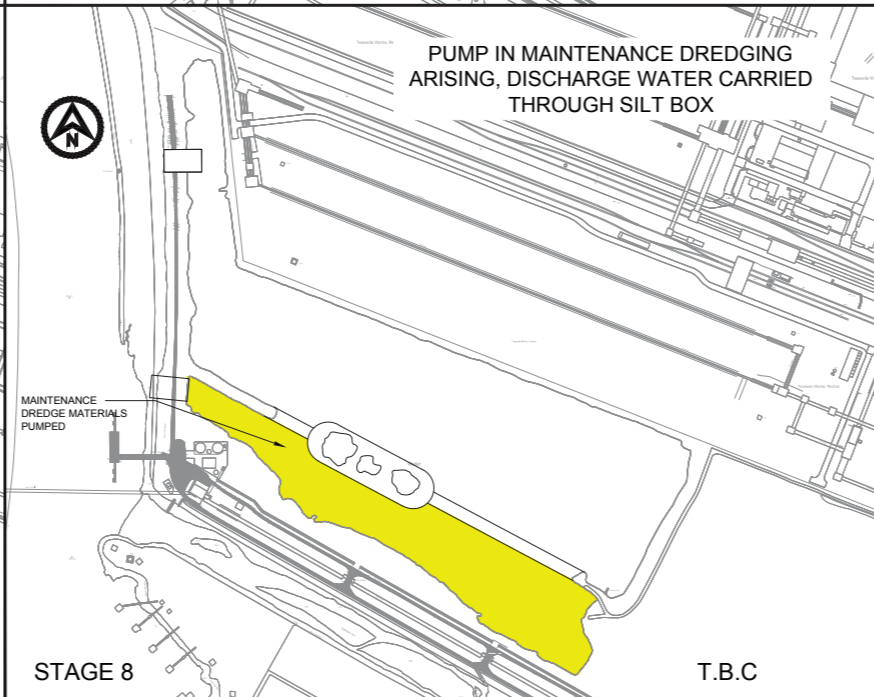 PUMP IN MAINTENANCE DREDGING
ARISING, DISCHARGE WATER CARRIED
THROUGH SILT BOX
N
MAINTENANCE
DREDGE MATERIALS
PUMPED
STAGE 8
T.B.C